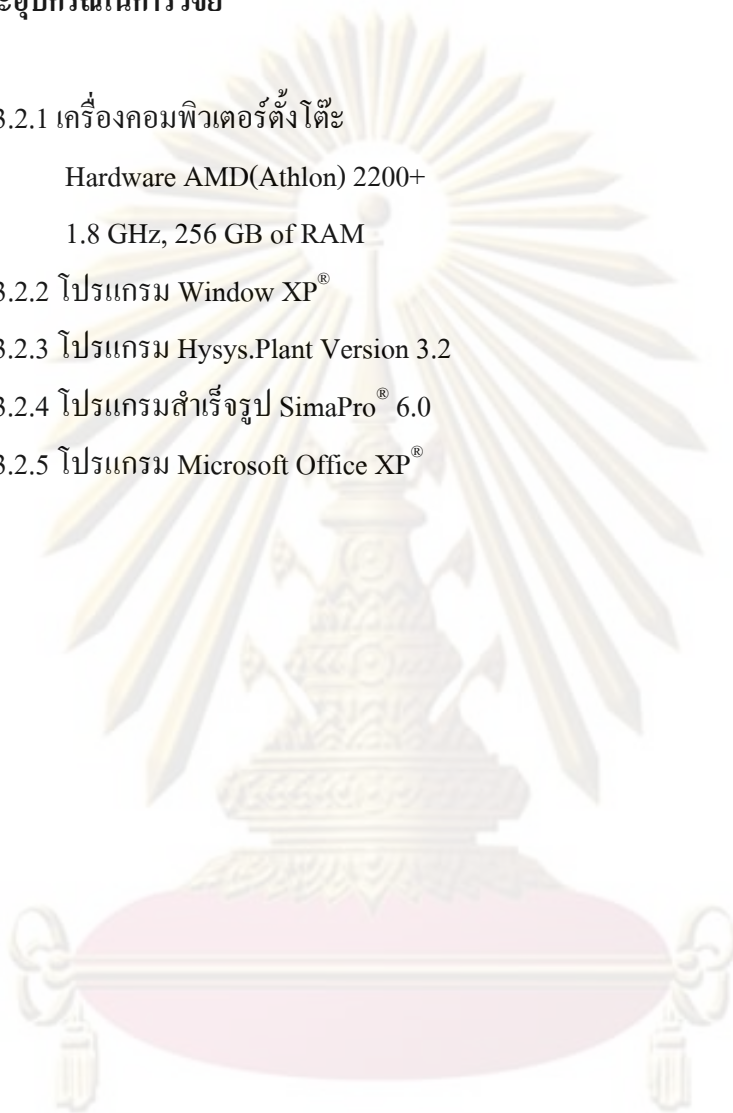 3.2.1 เครื่องคอมพิวเตอร์ตั้งโต๊ะ
Hardware AMD(Athlon) 2200+
1.8 GHz, 256 GB of RAM
3.2.2 โปรแกรม Window XP®
3.2.3 โปรแกรม Hysys.Plant Version 3.2
3.2.4 โปรแกรมสำเร็จรูป SimaPro® 6.0
3.2.5 โปรแกรม Microsoft Office XP®